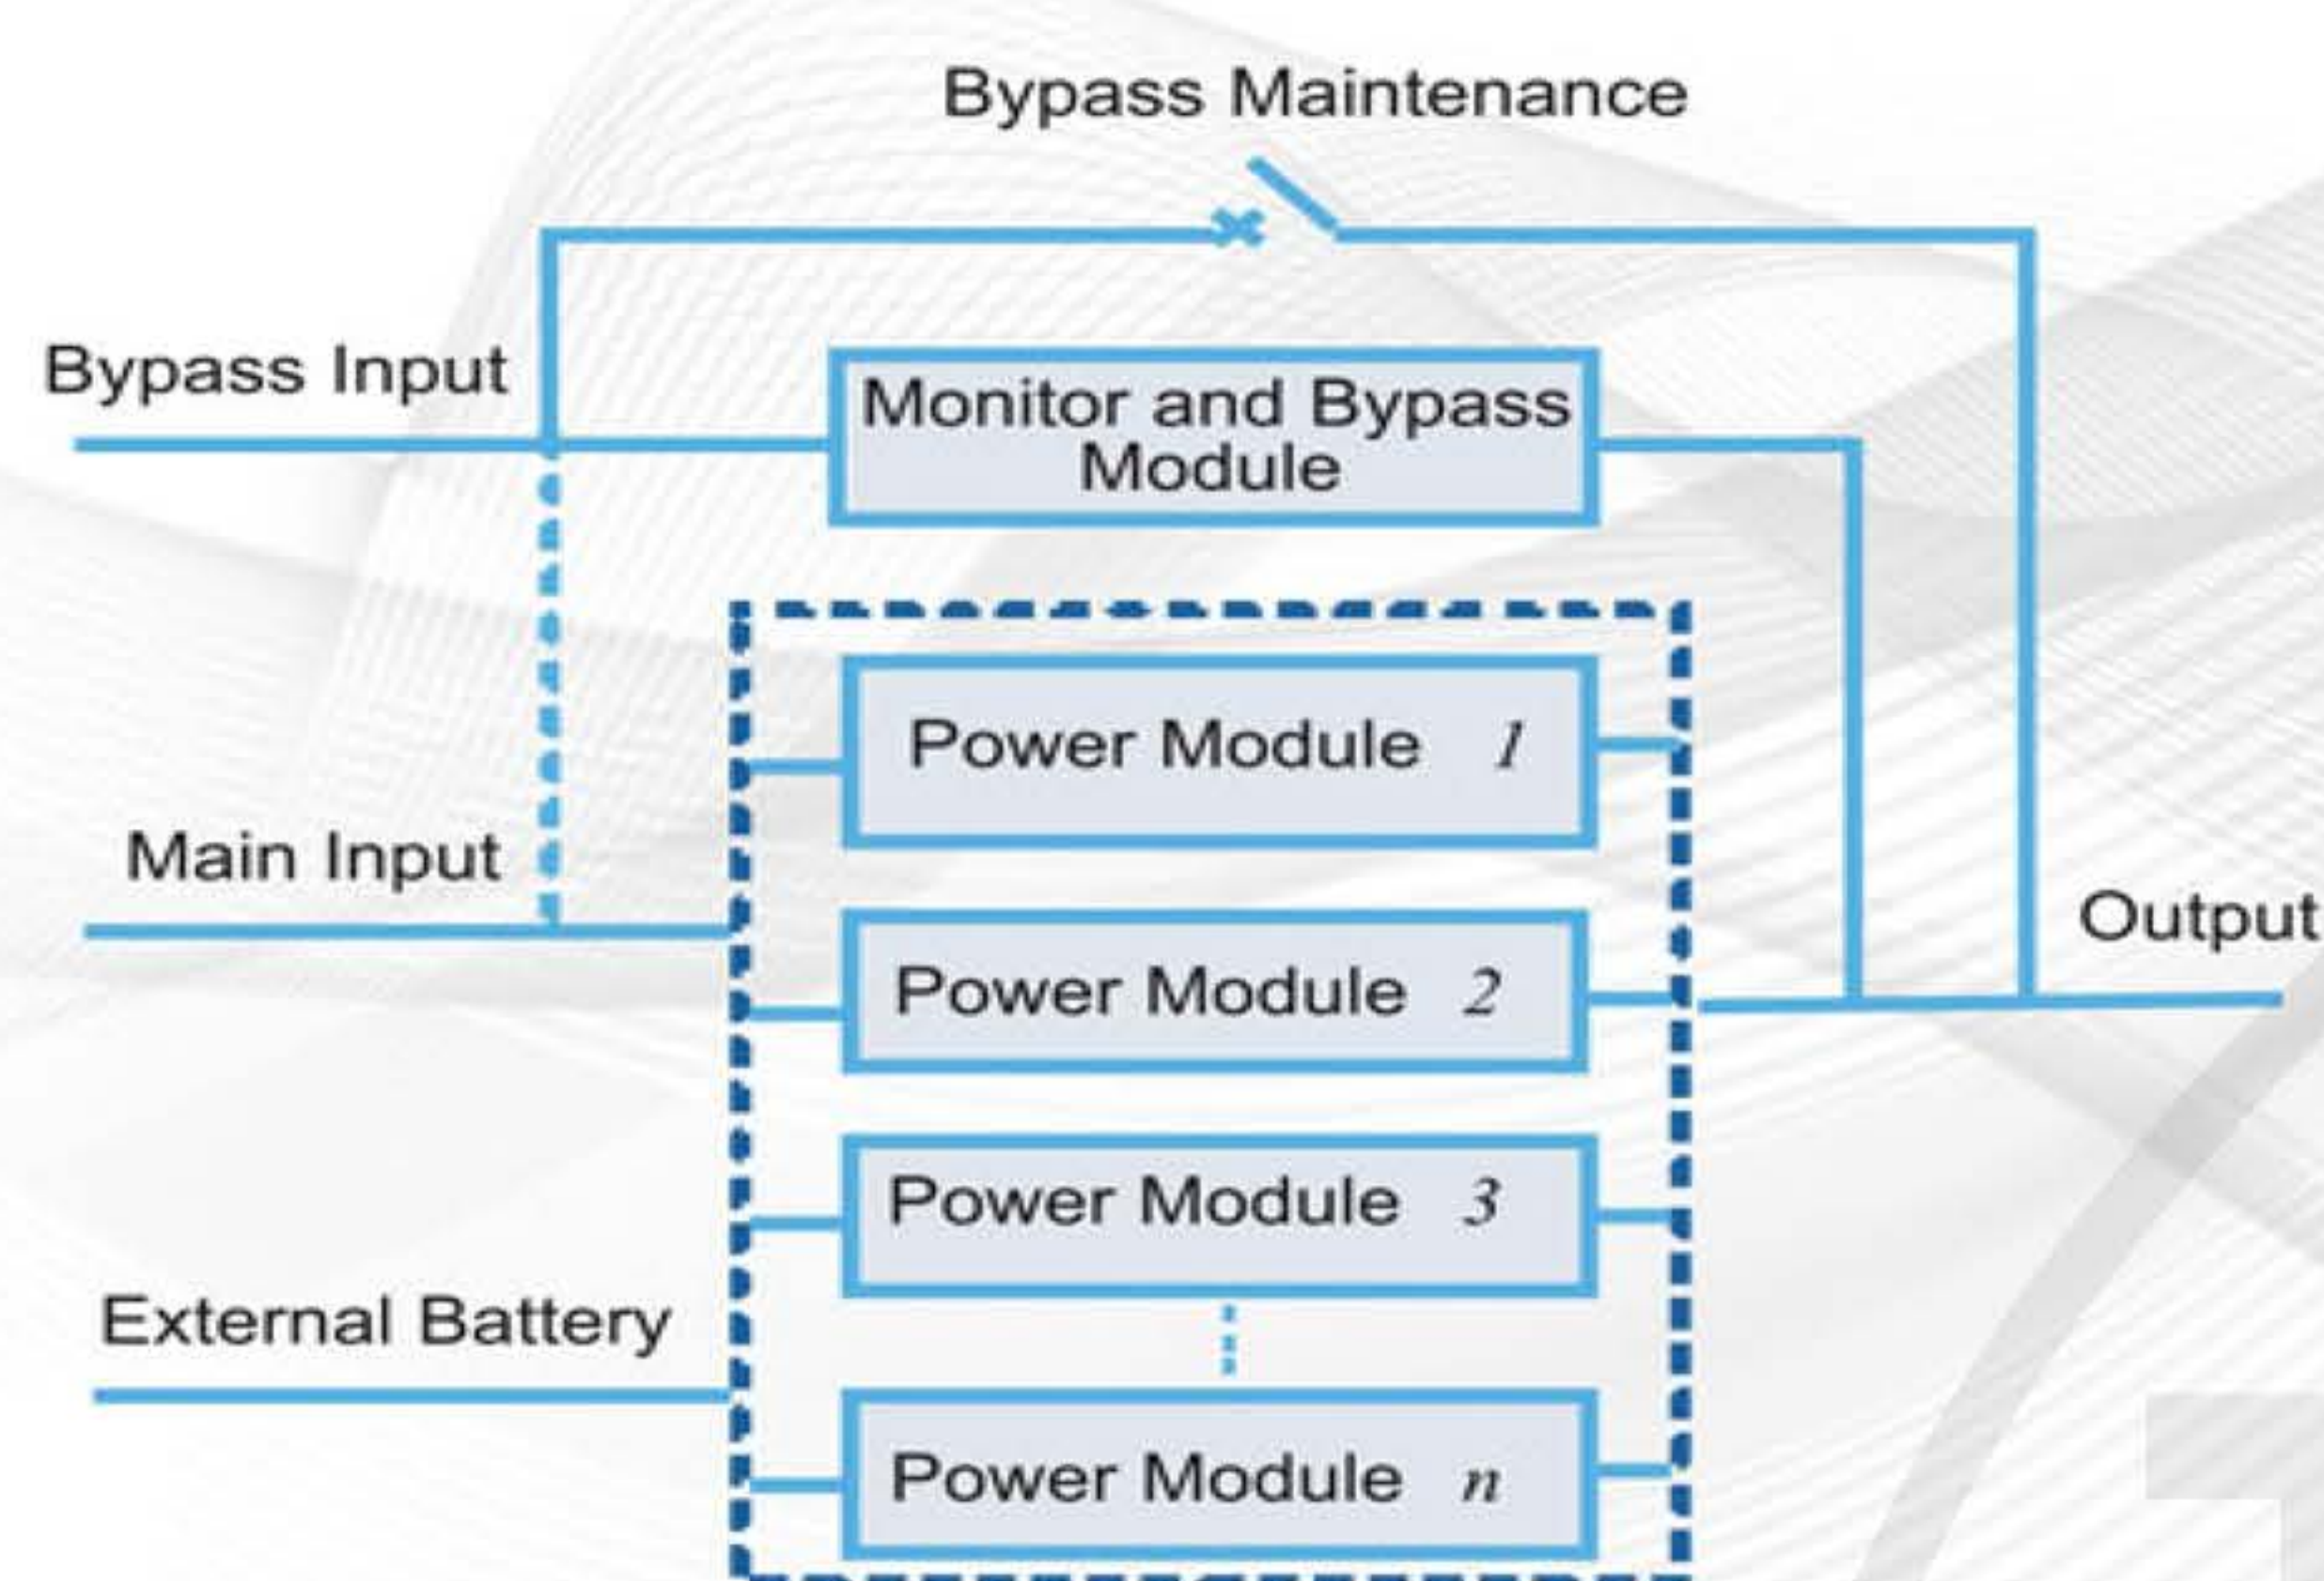 Bypass Maintenance
Bypass Input
Monitor and Bypass
Module
Power Module 1
Main Input
Power Module 2
Output
Power Module 3
External Battery
Power Module n